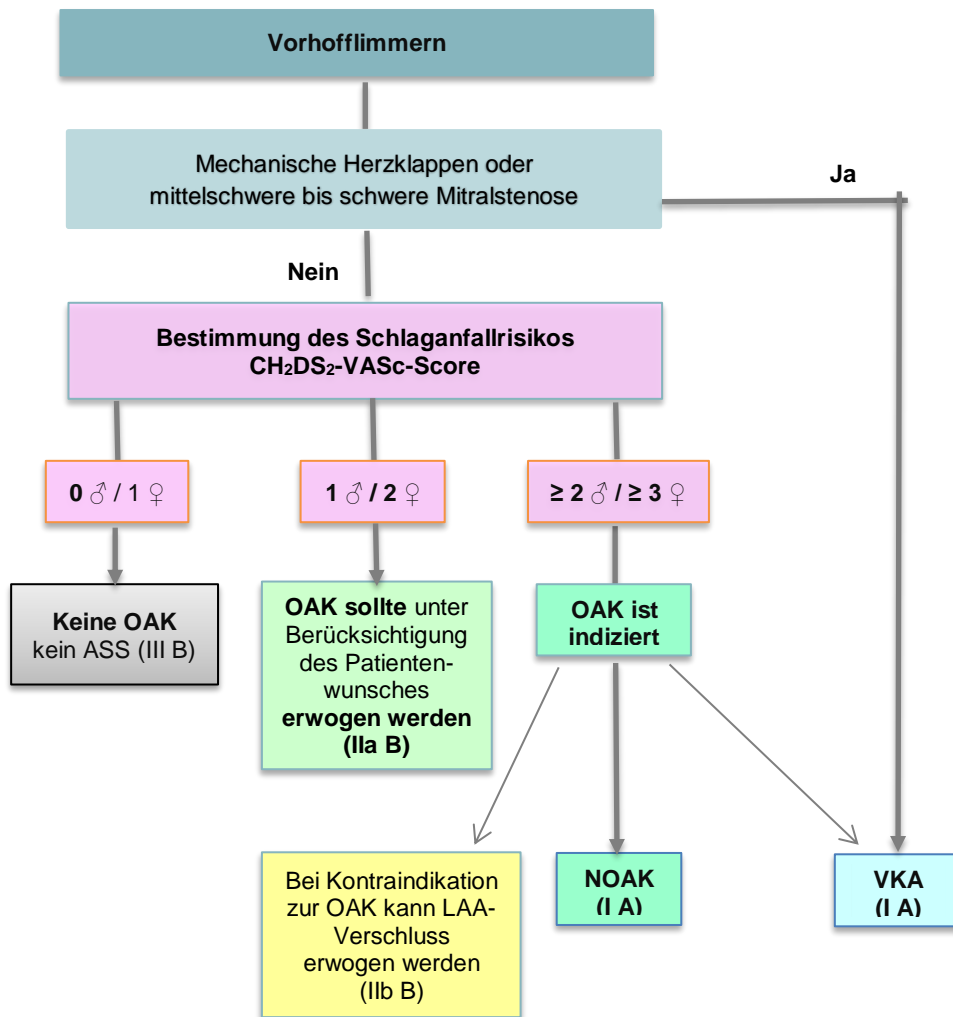 Vorhofflimmern
Mechanische Herzklappen oder
mittelschwere bis schwere Mitralstenose
Ja
Nein
Bestimmung des Schlaganfallrisikos
CH₂DS₂-VASc-Score
0 ♂ / 1 ♀
1 ♂ / 2 ♀
≥ 2 ♂ / ≥ 3 ♀
Keine OAK
kein ASS (III B)
OAK sollte unter
Berücksichtigung
des Patienten-
wunsches
erwogen werden
(IIa B)
OAK ist
indiziert
Bei Kontraindikation
zur OAK kann LAA-
Verschluss
erwogen werden
(IIb B)
NOAK
(I A)
VKA
(I A)